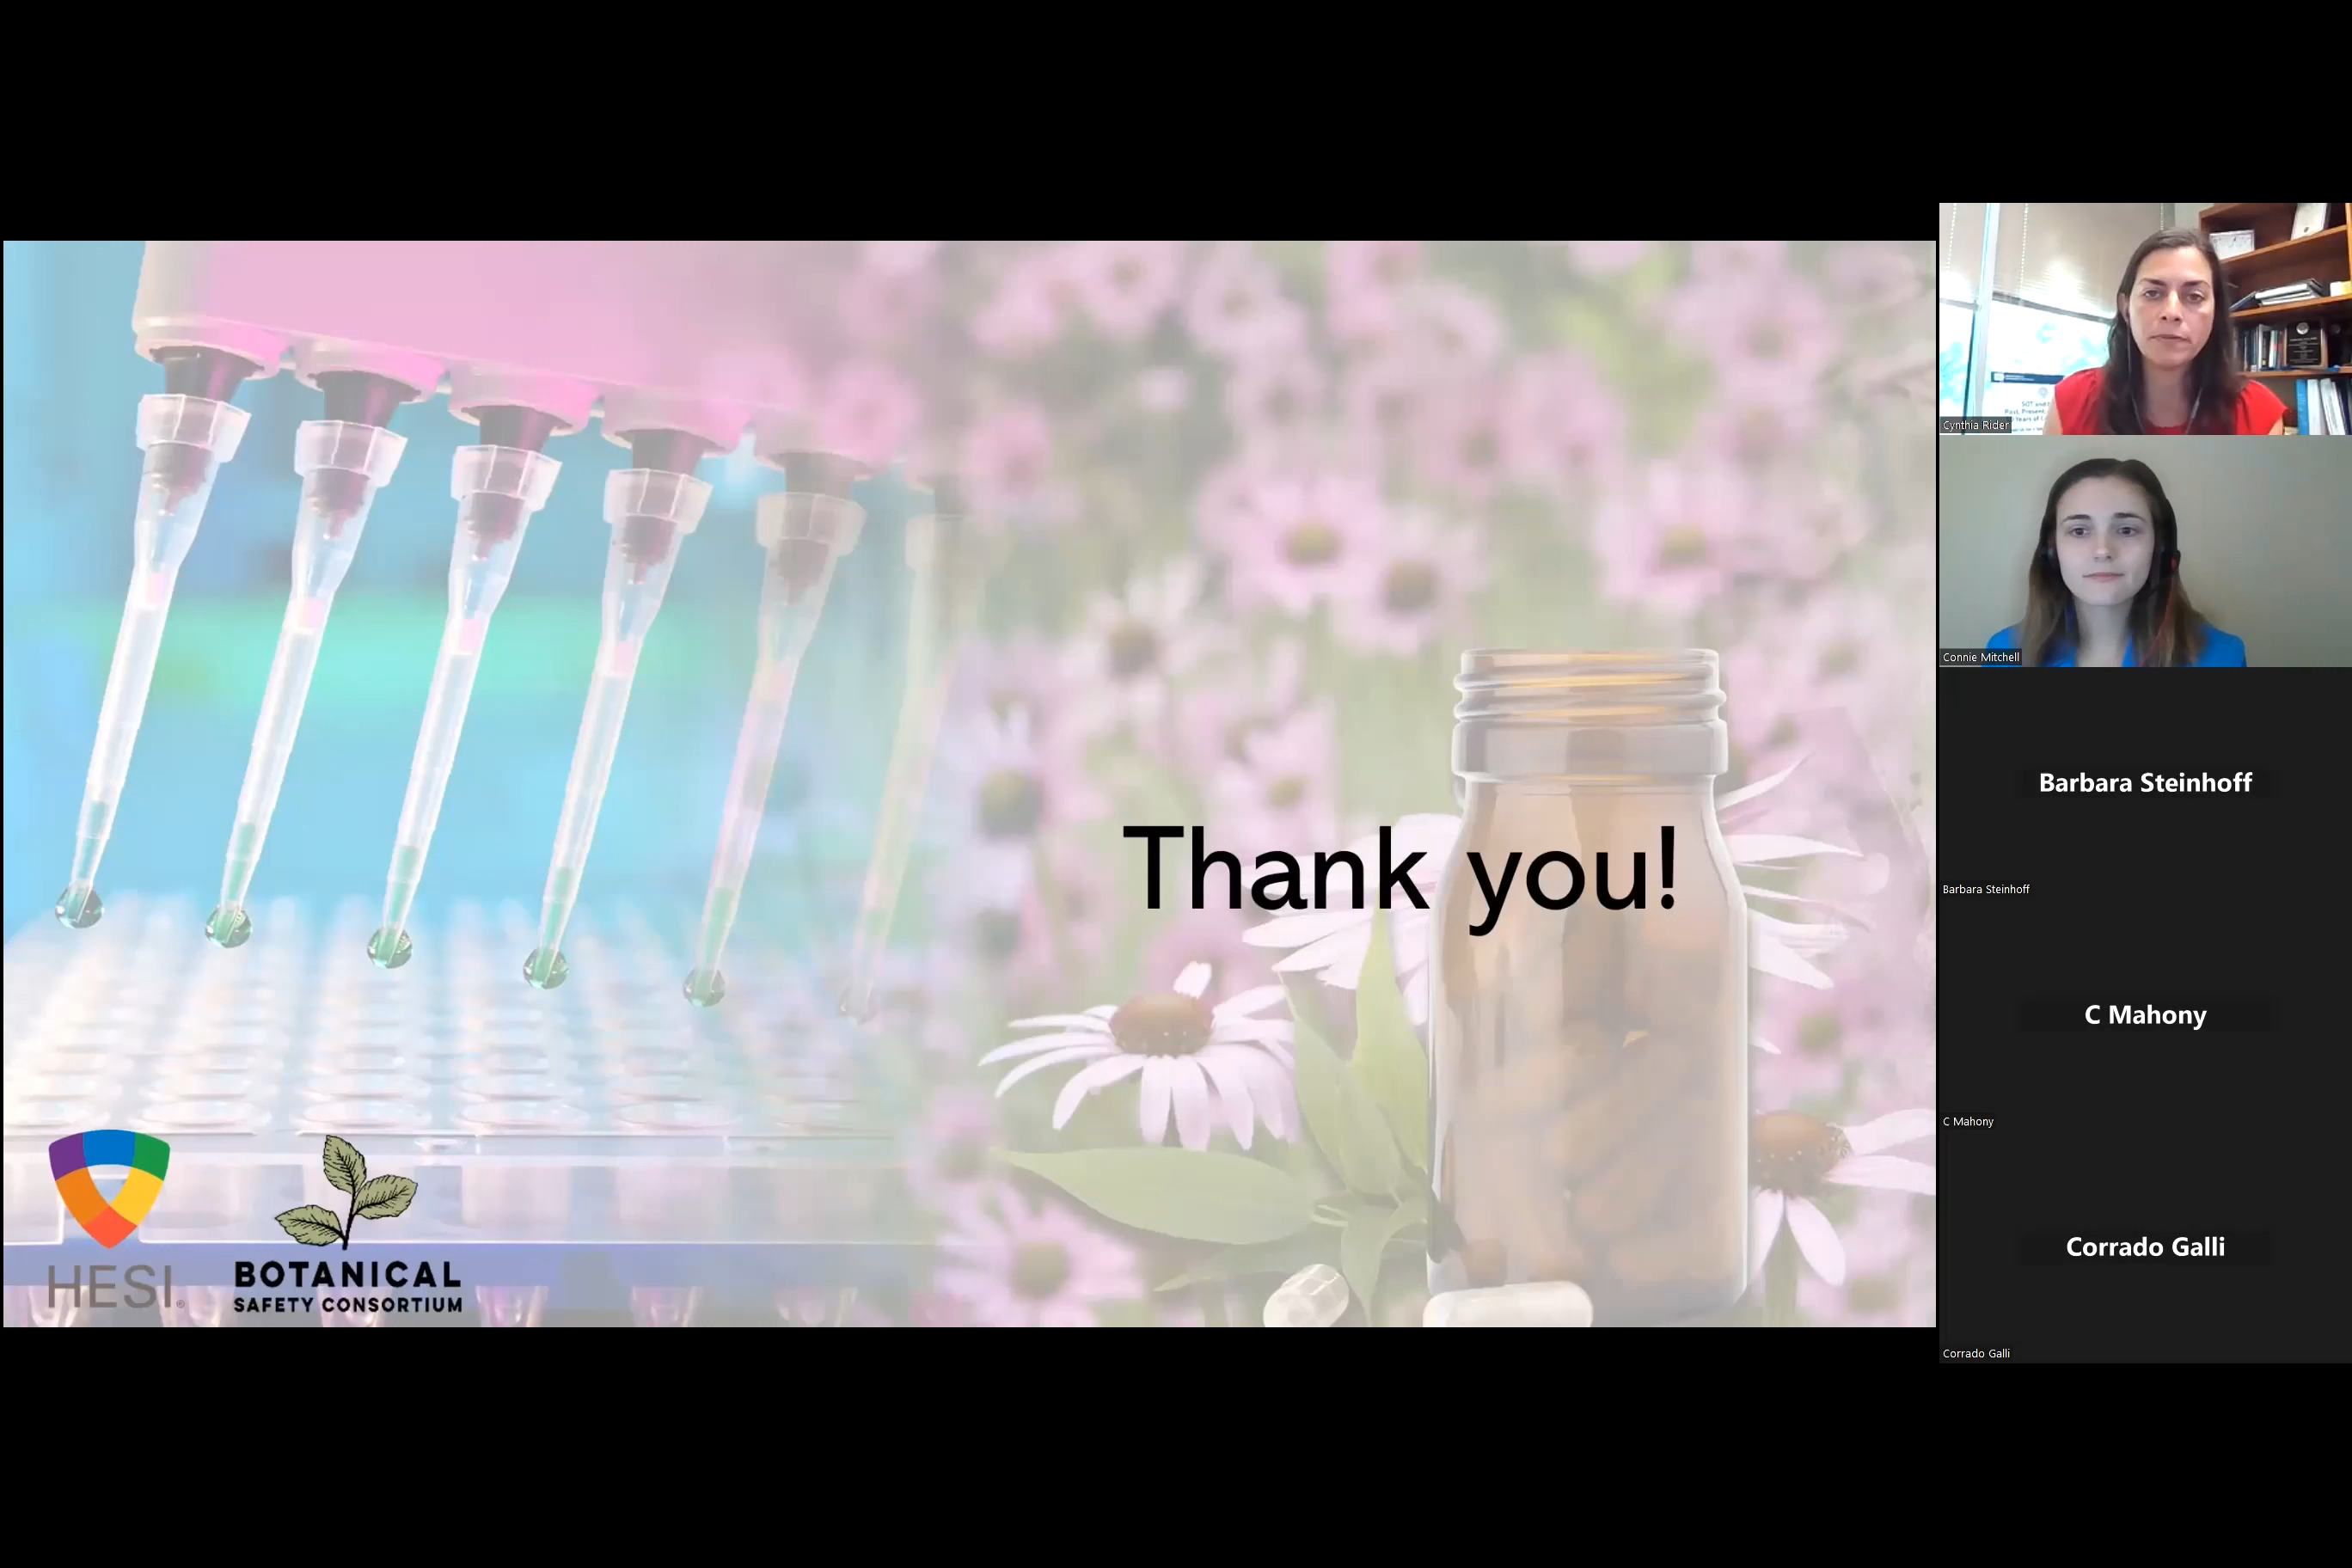 Thank you!
HESI®
BOTANICAL
SAFETY CONSORTIUM
Cynthia Rider
Connie Mitchell
Barbara Steinhoff
Barbara Steinhoff
C Mahony
C Mahony
Corrado Galli
Corrado Galli